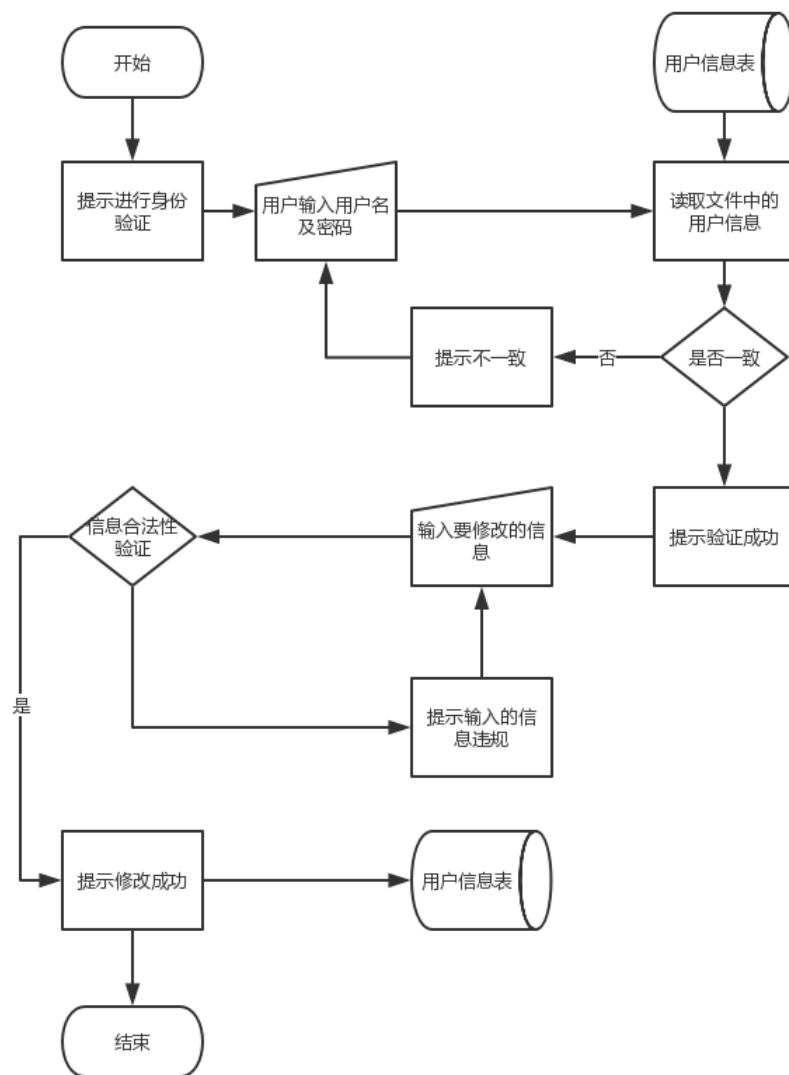 开始
用户信息表
提示进行身份
验证
用户输入用户名
及密码
读取文件中的
用户信息
提示不一致
否
是否一致
信息合法性
验证
输入要修改的信
息
提示验证成功
是
提示输入的信
息违规
提示修改成功
用户信息表
结束